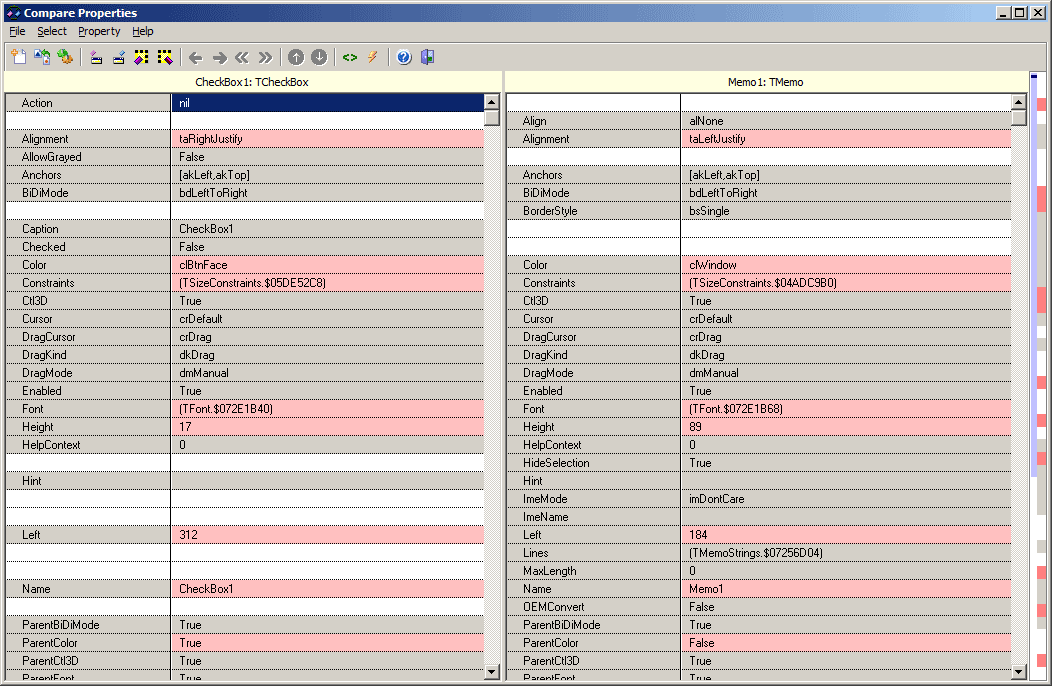 Compare Properties
File Select Property Help
CheckBox1: TCheckBox Memo1: TMemo
Action nil
Align alNone
Alignment taRightJustify Alignment taLeftJustify
AllowGrayed False
Anchors [akLeft,akTop] Anchors [akLeft,akTop]
BiDiMode bdLeftToRight BiDiMode bdLeftToRight
BorderStyle bsSingle
Caption CheckBox1
Checked False
Color clBtnFace Color clWindow
Constraints (TSizeConstraints.$05DE52C8) Constraints (TSizeConstraints.$04ADC9B0)
Ctl3D True Ctl3D True
Cursor crDefault Cursor crDefault
DragCursor crDrag DragCursor crDrag
DragKind dkDrag DragKind dkDrag
DragMode dmManual DragMode dmManual
Enabled True Enabled True
Font (TFont.$072E1B40) Font (TFont.$072E1B68)
Height 17 Height 89
HelpContext 0 HelpContext 0
HideSelection True
Hint Hint
ImeMode imDontCare
ImeName
Left 312 Left 184
Lines (TMemoStrings.$07256D04)
MaxLength 0
Name CheckBox1 Name Memo1
OEMConvert False
ParentBiDiMode True ParentBiDiMode True
ParentColor True ParentColor False
ParentCtl3D True ParentCtl3D True
ParentFont True ParentFont True